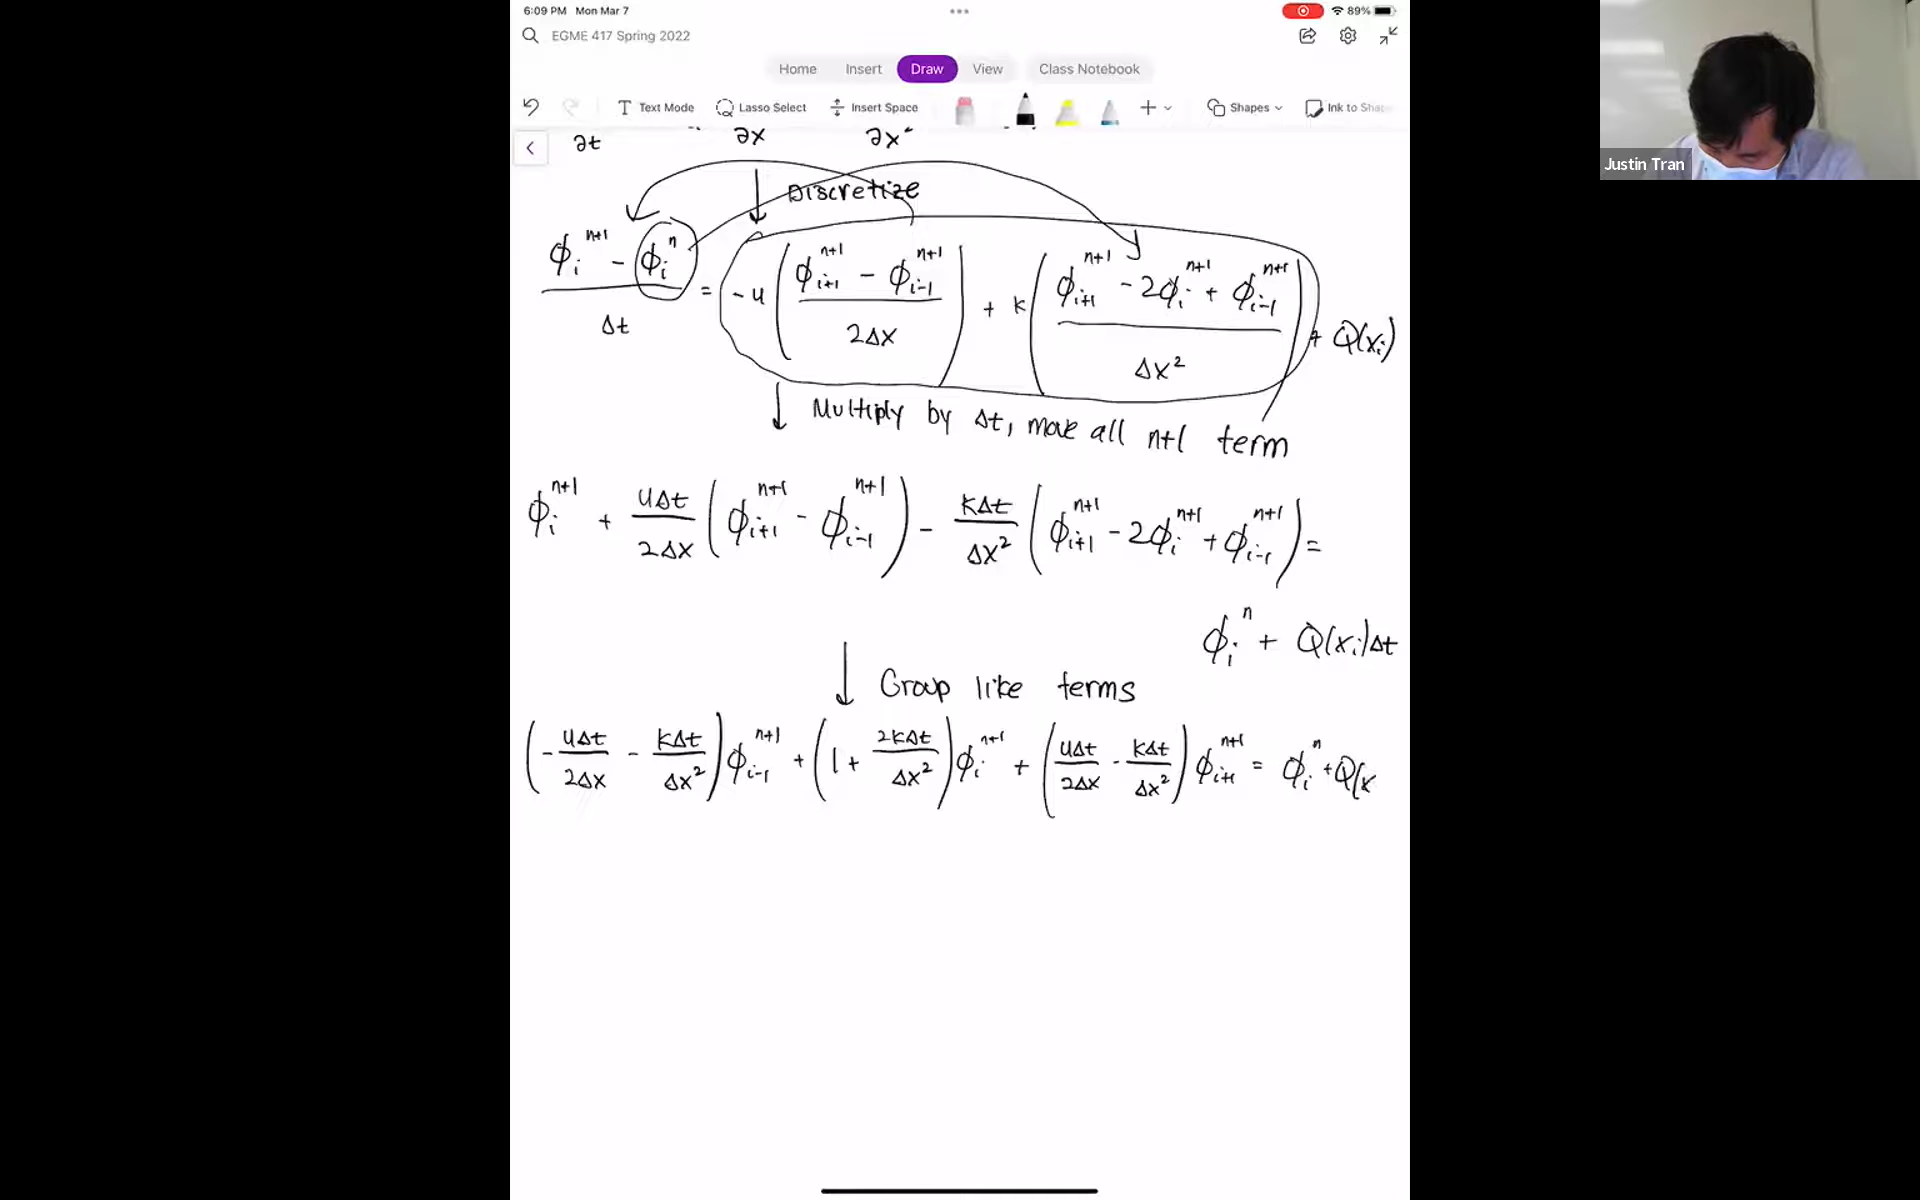 6:09 PM Mon Mar 7
89%
EGME 417 Spring 2022
Home Insert Draw View Class Notebook
Text Mode Lasso Select Insert Space Shapes Ink to Shap
∂t ∂x ∂x²
Discretize
(ϕᵢⁿ⁺¹ - ϕᵢⁿ)/Δt = -u((ϕᵢ₊₁ⁿ⁺¹ - ϕᵢ₋₁ⁿ⁺¹)/2Δx) + k((ϕᵢ₊₁ⁿ⁺¹ - 2ϕᵢⁿ⁺¹ + ϕᵢ₋₁ⁿ⁺¹)/Δx²) + Q(xᵢ)
Multiply by Δt, move all n+1 term
ϕᵢⁿ⁺¹ + uΔt/2Δx (ϕᵢ₊₁ⁿ⁺¹ - ϕᵢ₋₁ⁿ⁺¹) - kΔt/Δx² (ϕᵢ₊₁ⁿ⁺¹ - 2ϕᵢⁿ⁺¹ + ϕᵢ₋₁ⁿ⁺¹) =
ϕᵢⁿ + Q(xᵢ)Δt
Group like terms
(-uΔt/2Δx - kΔt/Δx²)ϕᵢ₋₁ⁿ⁺¹ + (1 + 2kΔt/Δx²)ϕᵢⁿ⁺¹ + (uΔt/2Δx - kΔt/Δx²)ϕᵢ₊₁ⁿ⁺¹ = ϕᵢⁿ + Q(x
Justin Tran